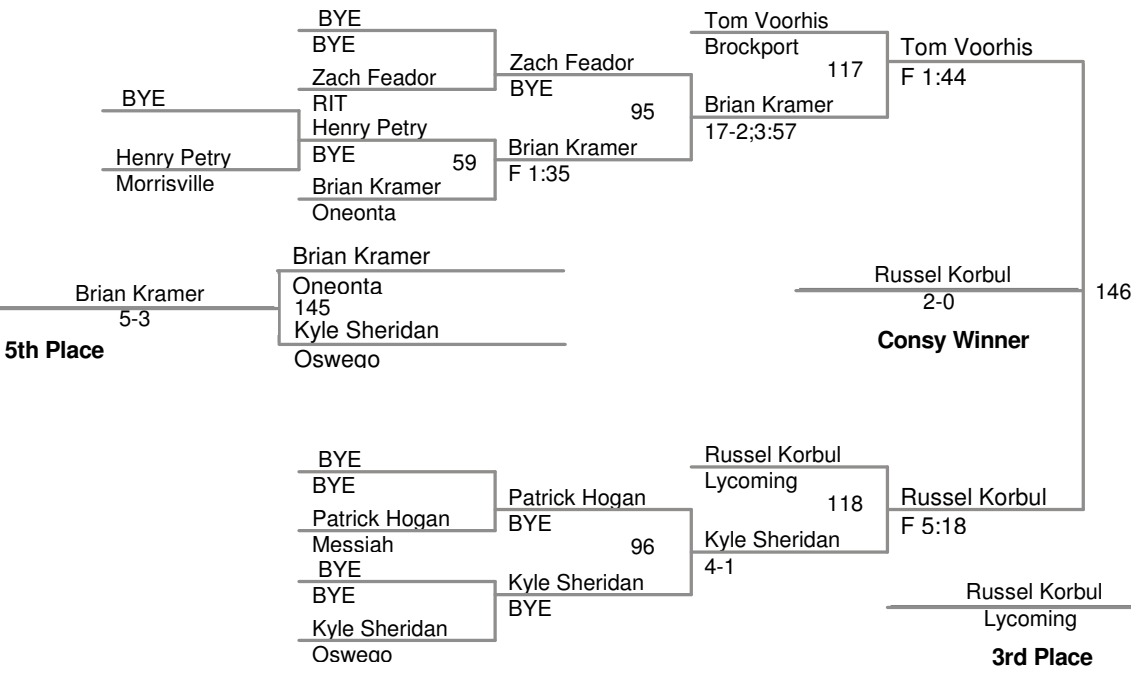 BYE
BYE
Zach Feador
RIT
BYE
Henry Petry
Morrisville
Henry Petry
BYE
59
Brian Kramer
Oneonta
Zach Feador
BYE
95
Brian Kramer
F 1:35
Tom Voorhis
Brockport
117
Brian Kramer
17-2;3:57
Tom Voorhis
F 1:44
Brian Kramer
Oneonta
145
Kyle Sheridan
Oswego
Brian Kramer
5-3
5th Place
Russel Korbul
2-0
Consy Winner
146
BYE
BYE
Patrick Hogan
Messiah
BYE
BYE
Kyle Sheridan
Oswego
Patrick Hogan
BYE
96
Kyle Sheridan
BYE
Russel Korbul
Lycoming
118
Kyle Sheridan
4-1
Russel Korbul
F 5:18
Russel Korbul
Lycoming
3rd Place